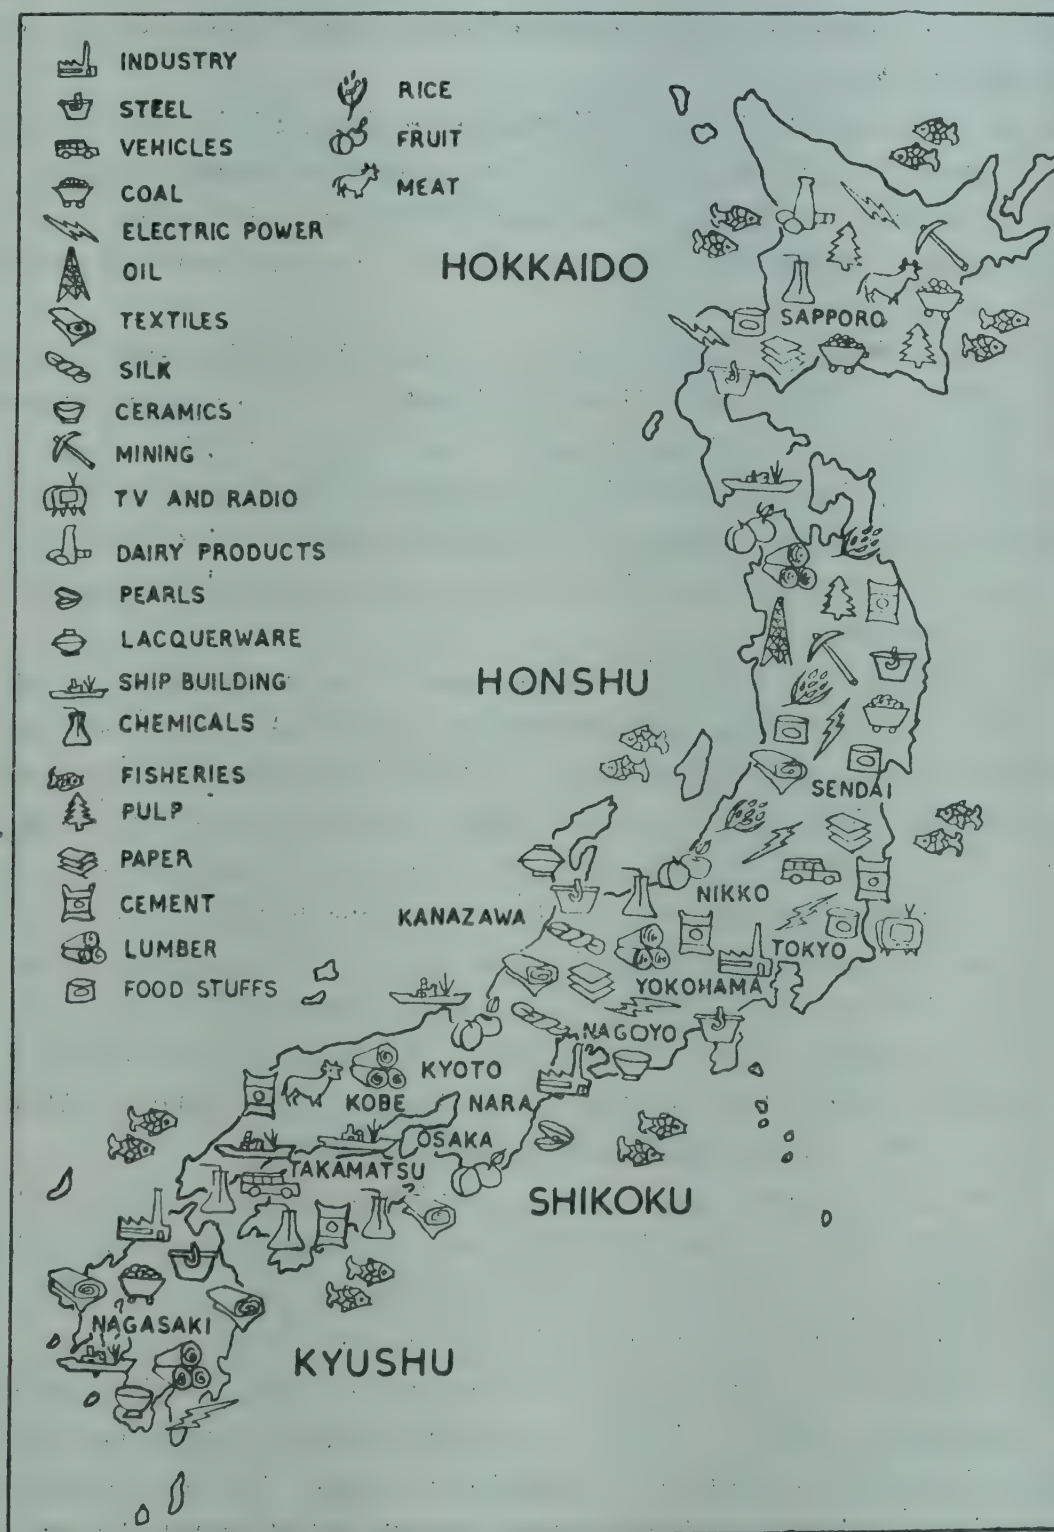 INDUSTRY
STEEL
VEHICLES
COAL
ELECTRIC POWER
OIL
TEXTILES
SILK
CERAMICS
MINING
TV AND RADIO
DAIRY PRODUCTS
PEARLS
LACQUERWARE
SHIP BUILDING
CHEMICALS
FISHERIES
PULP
PAPER
CEMENT
LUMBER
FOOD STUFFS
RICE
FRUIT
MEAT
HOKKAIDO
SAPPORO
HONSHU
SENDAI
NIKKO
KANAZAWA
TOKYO
YOKOHAMA
NAGOYO
KYOTO
KOBE
NARA
OSAKA
TAKAMATSU
SHIKOKU
NAGASAKI
KYUSHU